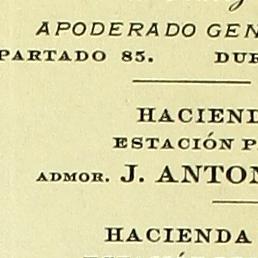 APODERADO GEN
PARTADO 85. DUR
HACIEND
ESTACIÓN P
ADMOR. J. ANTON
HACIENDA